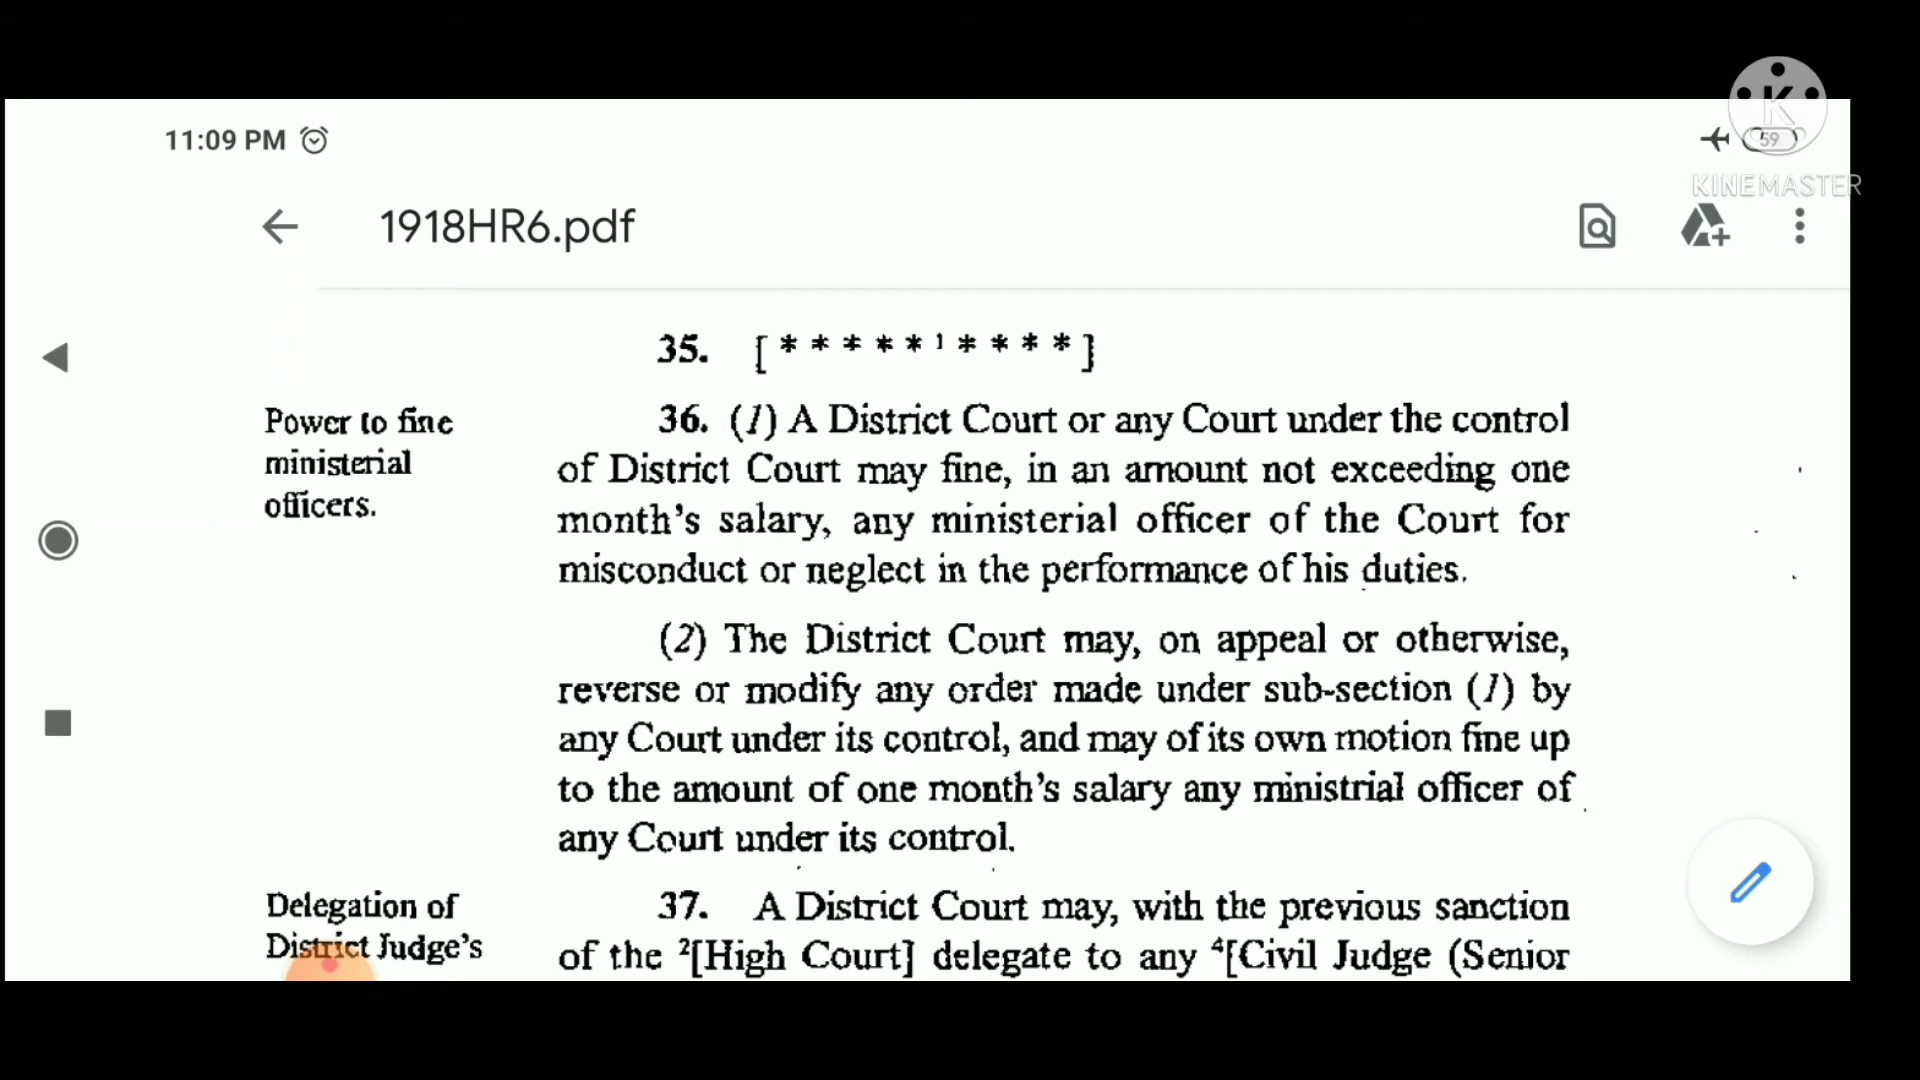 11:09 PM
59
KINEMASTER
1918HR6.pdf
35. [* * * * * 1 * * * *]
Power to fine
ministerial
officers.
36. (1) A District Court or any Court under the control
of District Court may fine, in an amount not exceeding one
month's salary, any ministerial officer of the Court for
misconduct or neglect in the performance of his duties.
(2) The District Court may, on appeal or otherwise,
reverse or modify any order made under sub-section (1) by
any Court under its control, and may of its own motion fine up
to the amount of one month's salary any ministrial officer of
any Court under its control.
Delegation of
District Judge's
37. A District Court may, with the previous sanction
of the 2[High Court] delegate to any 4[Civil Judge (Senior